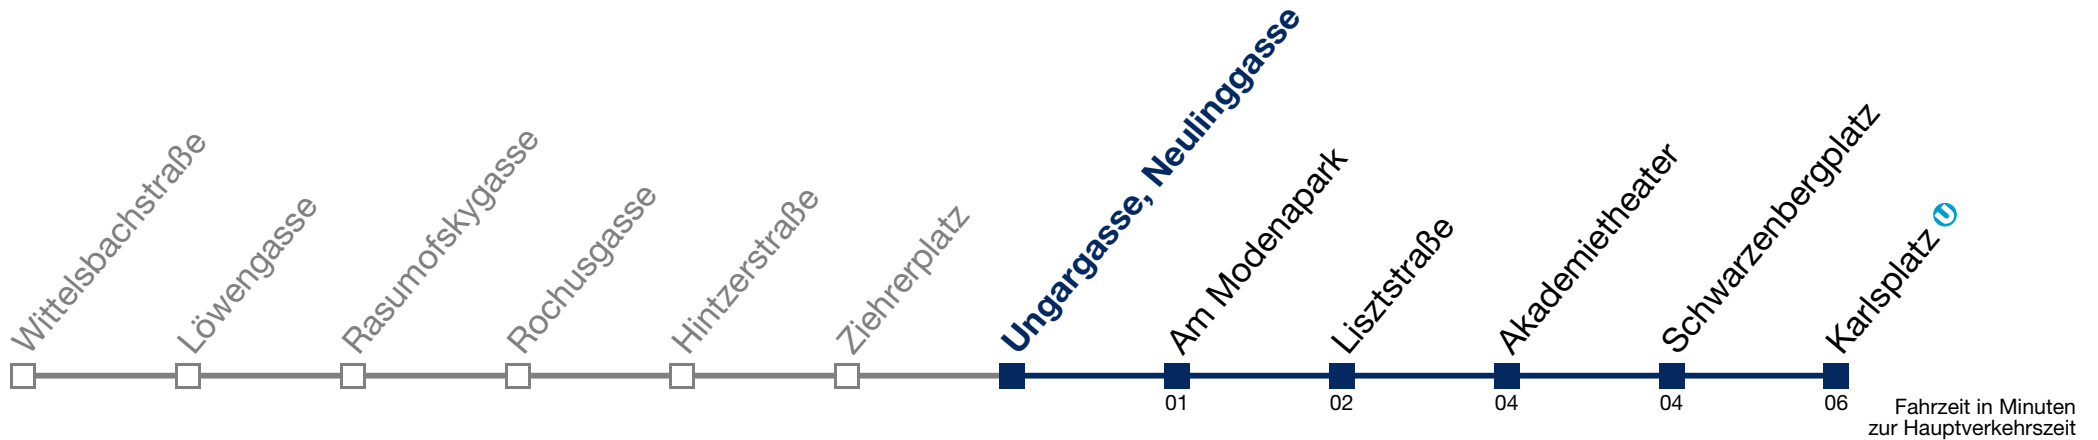 Wittelsbachstraße
Löwengasse
Rasumofskygasse
Rochusgasse
Hintzerstraße
Ziehrerplatz
Ungargasse, Neulinggasse
Am Modenapark
Lisztstraße
Akademietheater
Schwarzenbergplatz
Karlsplatz U
01
02
04
04
06
Fahrzeit in Minuten
zur Hauptverkehrszeit